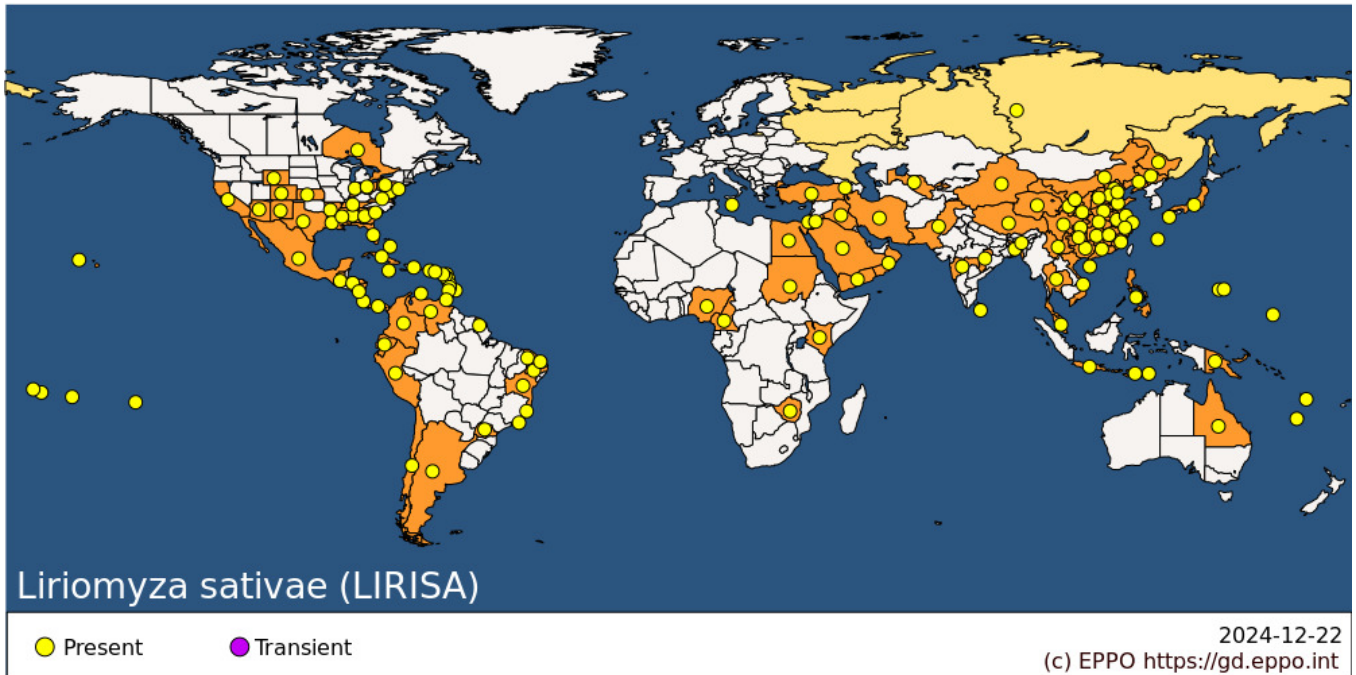 Liriomyza sativae (LIRISA)
Present
Transient
2024-12-22
(c) EPPO https://gd.eppo.int